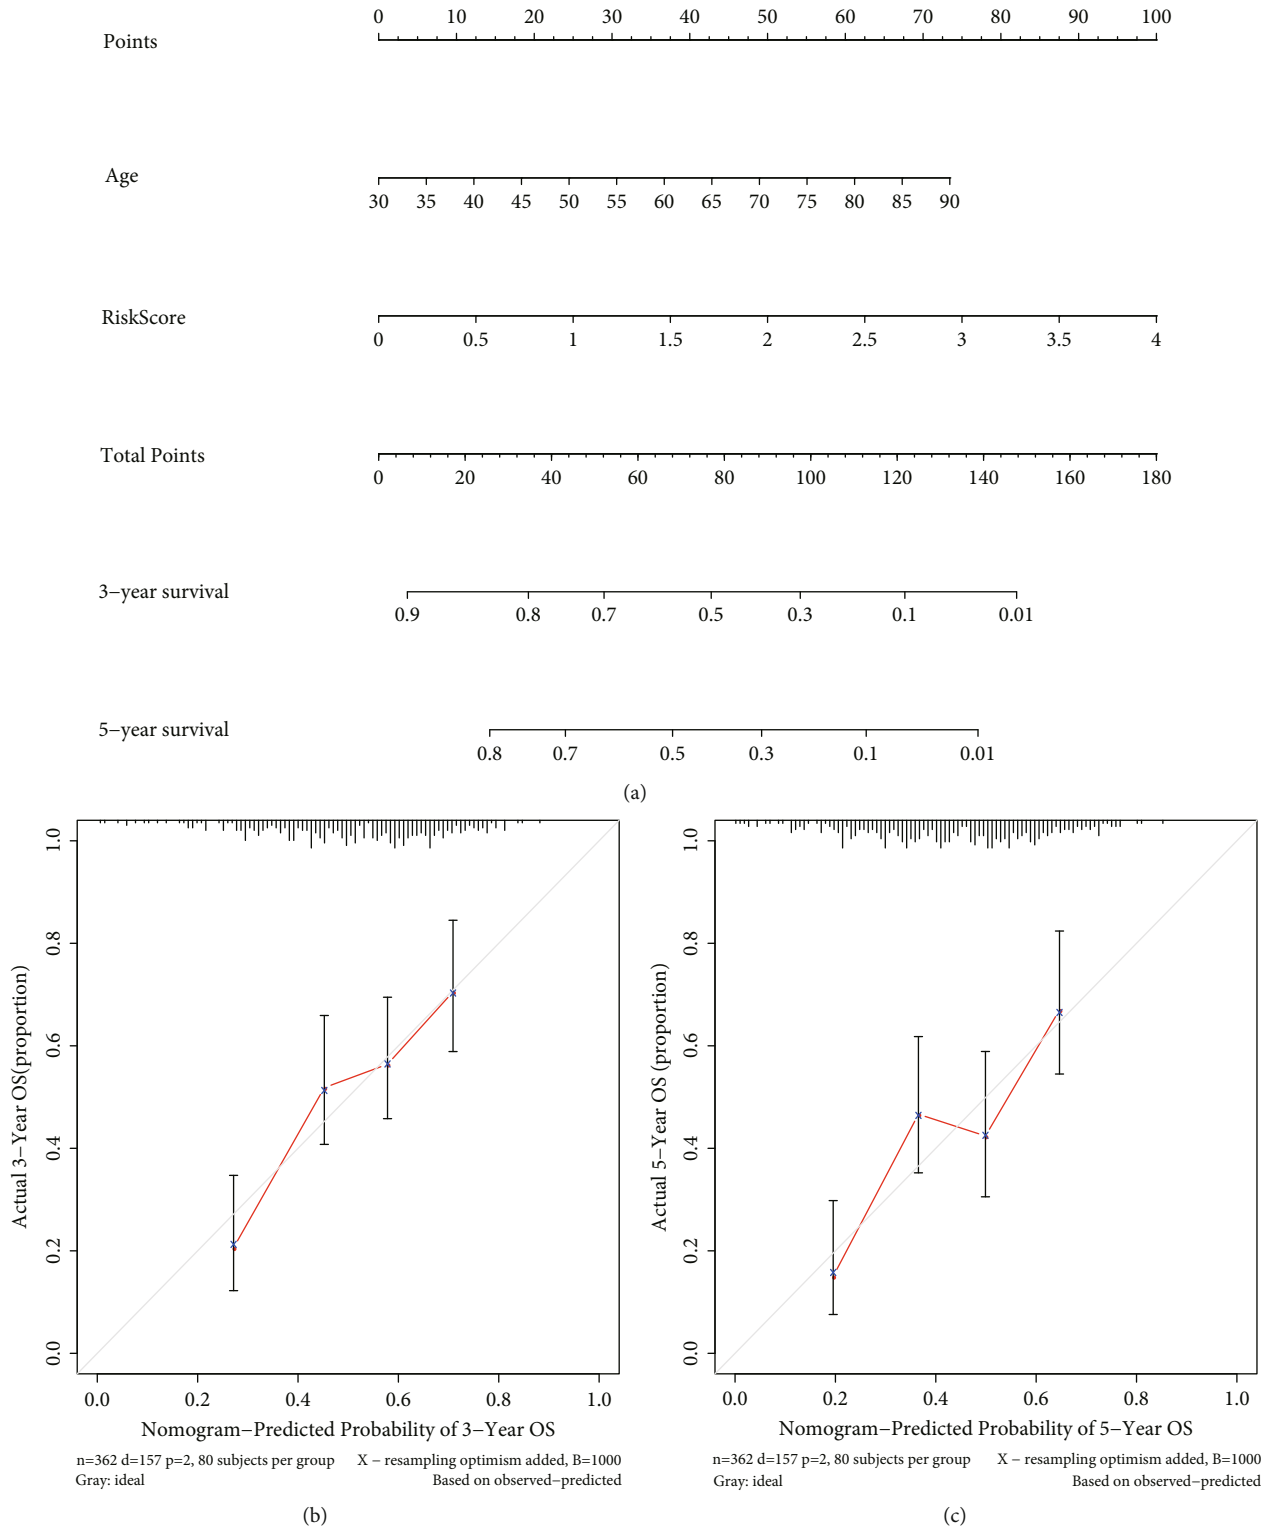 Points
0 10 20 30 40 50 60 70 80 90 100
Age
30 35 40 45 50 55 60 65 70 75 80 85 90
RiskScore
0 0.5 1 1.5 2 2.5 3 3.5 4
Total Points
0 20 40 60 80 100 120 140 160 180
3−year survival
0.9 0.8 0.7 0.5 0.3 0.1 0.01
5−year survival
0.8 0.7 0.5 0.3 0.1 0.01
(a)
Actual 3−Year OS(proportion)
1.0
0.8
0.6
0.4
0.2
0.0
0.0 0.2 0.4 0.6 0.8 1.0
Nomogram−Predicted Probability of 3−Year OS
n=362 d=157 p=2, 80 subjects per group X − resampling optimism added, B=1000
Gray: ideal Based on observed−predicted
(b)
Actual 5−Year OS (proportion)
1.0
0.8
0.6
0.4
0.2
0.0
0.0 0.2 0.4 0.6 0.8 1.0
Nomogram−Predicted Probability of 5−Year OS
n=362 d=157 p=2, 80 subjects per group X − resampling optimism added, B=1000
Gray: ideal Based on observed−predicted
(c)